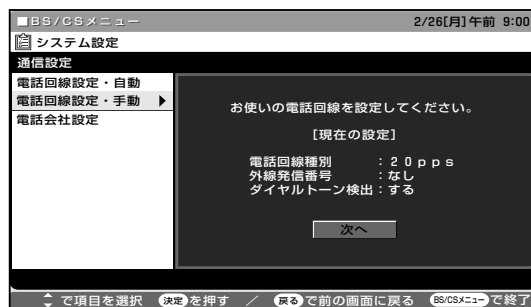 ■BS/CSメニュー 2/26[月]午前 9:00
システム設定
通信設定
電話回線設定・自動
電話回線設定・手動 ▶
電話会社設定
お使いの電話回線を設定してください。
[現在の設定]
電話回線種別 :20pps
外線発信番号 :なし
ダイヤルトーン検出:する
次へ
で項目を選択 決定を押す / 戻るで前の画面に戻る BS/CSメニューで終了